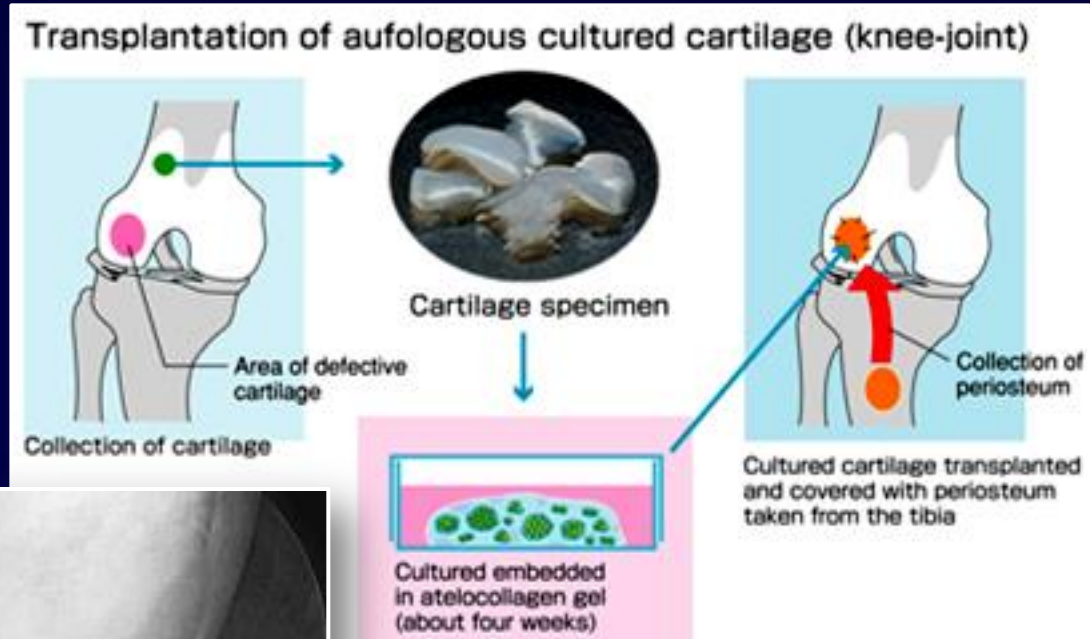 Transplantation of aufologous cultured cartilage (knee-joint)
Cartilage specimen
Area of defective
cartilage
Collection of cartilage
Cultured embedded
in atelocollagen gel
(about four weeks)
Collection of
periosteum
Cultured cartilage transplanted
and covered with periosteum
taken from the tibia